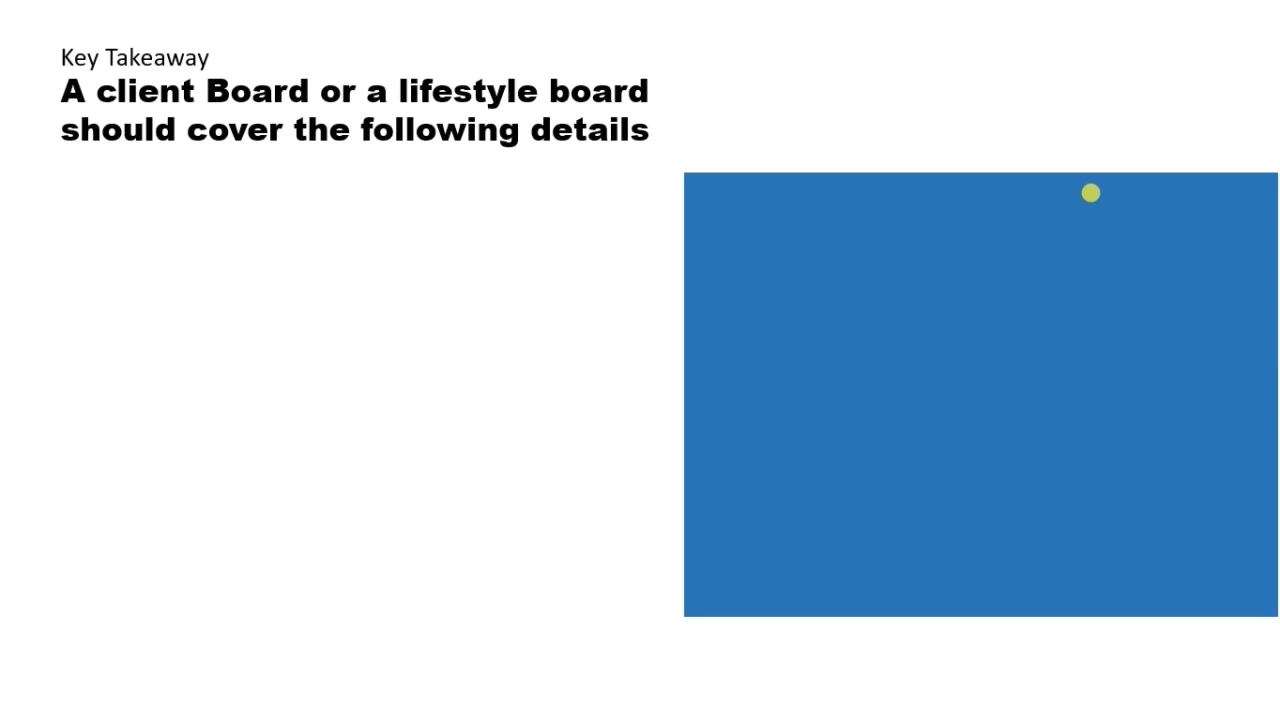 Key Takeaway
A client Board or a lifestyle board
should cover the following details